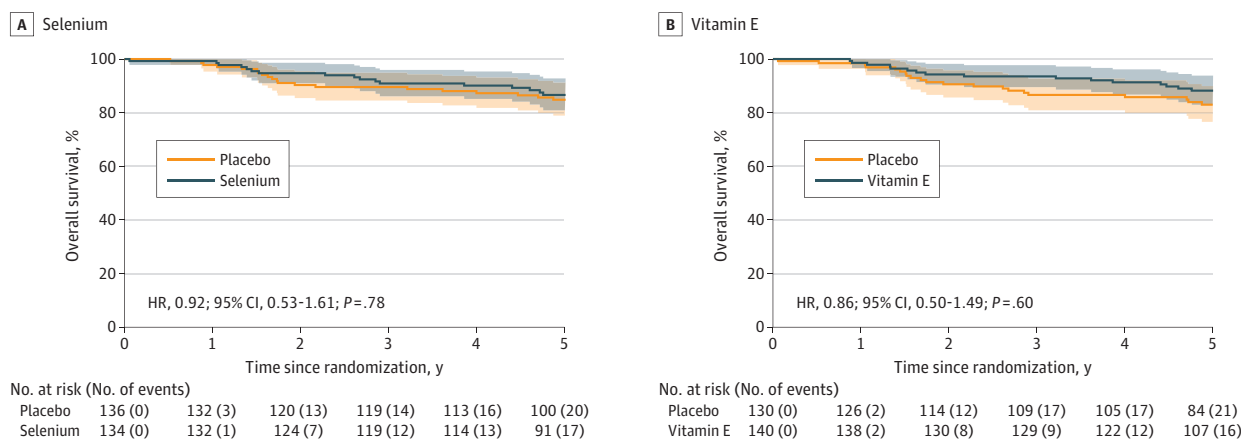 A Selenium
100
80
60
40
20
0
Overall survival, %
Placebo
Selenium
HR, 0.92; 95% CI, 0.53-1.61; P = .78
0 1 2 3 4 5
Time since randomization, y
No. at risk (No. of events)
Placebo 136 (0) 132 (3) 120 (13) 119 (14) 113 (16) 100 (20)
Selenium 134 (0) 132 (1) 124 (7) 119 (12) 114 (13) 91 (17)
B Vitamin E
100
80
60
40
20
0
Overall survival, %
Placebo
Vitamin E
HR, 0.86; 95% CI, 0.50-1.49; P = .60
0 1 2 3 4 5
Time since randomization, y
No. at risk (No. of events)
Placebo 130 (0) 126 (2) 114 (12) 109 (17) 105 (17) 84 (21)
Vitamin E 140 (0) 138 (2) 130 (8) 129 (9) 122 (12) 107 (16)